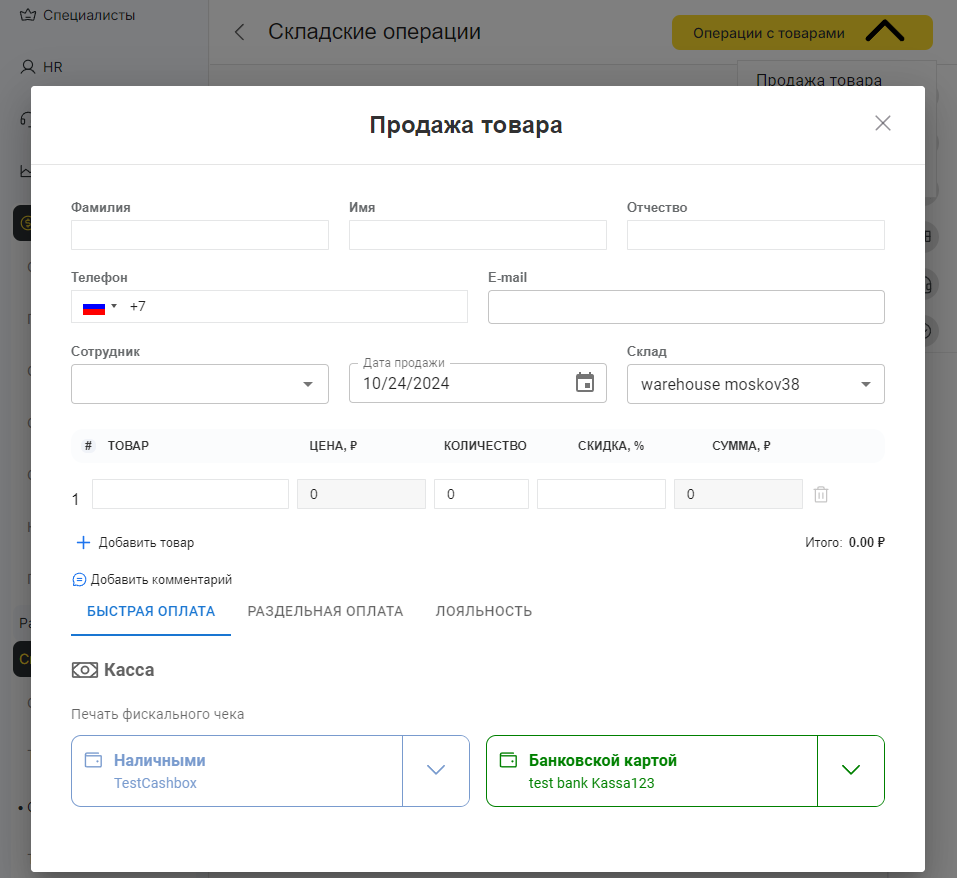 Специалисты
Складские операции
Операции с товарами
HR
Продажа товара
Продажа товара
Фамилия
Имя
Отчество
Телефон
E-mail
+7
Сотрудник
Дата продажи
Склад
10/24/2024
warehouse moskov38
# ТОВАР ЦЕНА, ₽ КОЛИЧЕСТВО СКИДКА, % СУММА, ₽
1 0 0 0
Добавить товар
Итого: 0.00 ₽
Добавить комментарий
БЫСТРАЯ ОПЛАТА РАЗДЕЛЬНАЯ ОПЛАТА ЛОЯЛЬНОСТЬ
Касса
Печать фискального чека
Наличными
TestCashbox
Банковской картой
test bank Kassa123